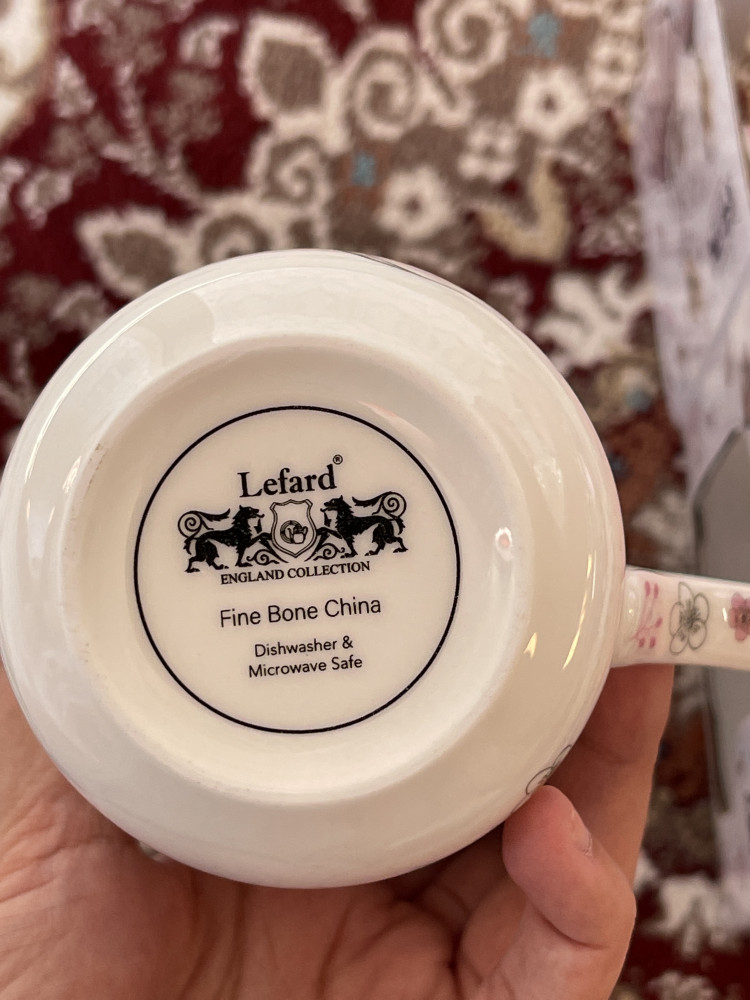 Lefard®
ENGLAND COLLECTION
Fine Bone China
Dishwasher &
Microwave Safe